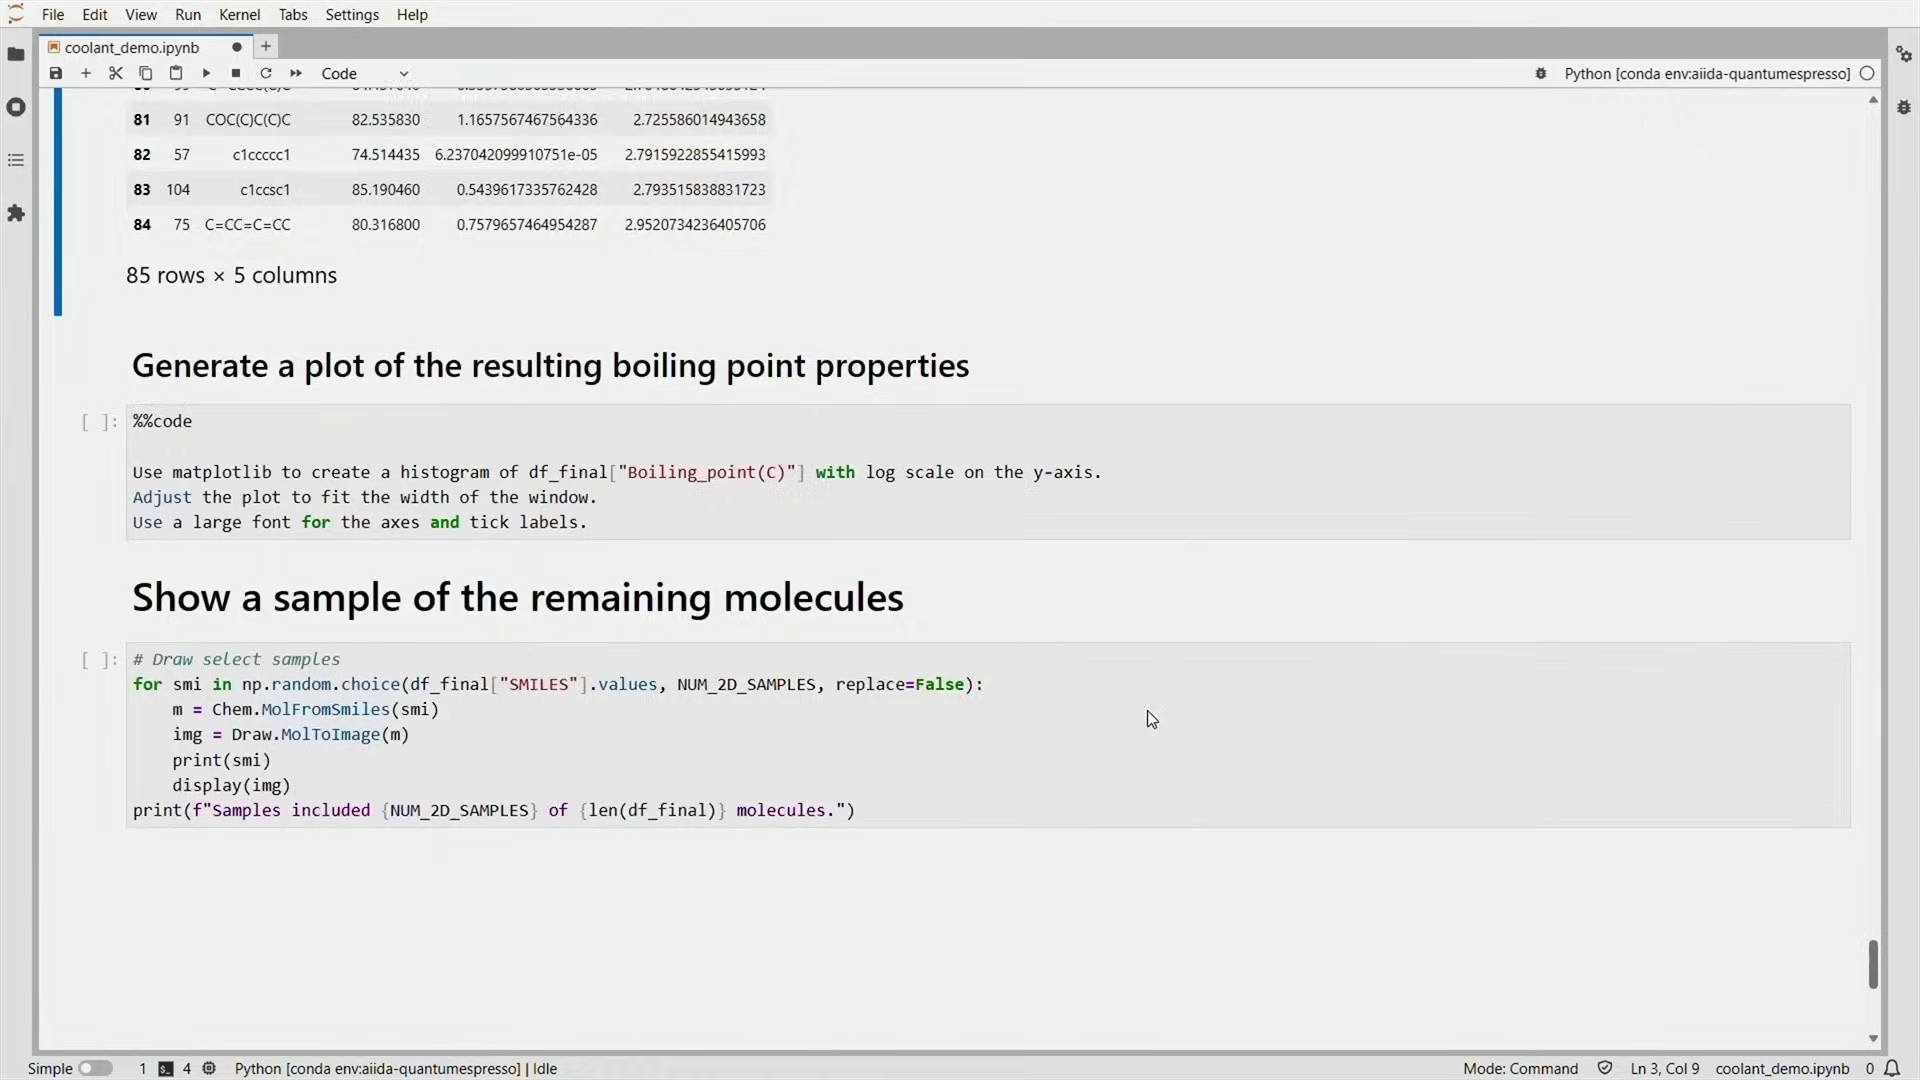 File Edit View Run Kernel Tabs Settings Help
coolant_demo.ipynb
Code
Python [conda env:aiida-quantumespresso]
81 91 COC(C)C(C)C 82.535830 1.1657567467564336 2.725586014943658
82 57 c1ccccc1 74.514435 6.237042099910751e-05 2.7915922855415993
83 104 c1ccsc1 85.190460 0.5439617335762428 2.793515838831723
84 75 C=CC=C=CC 80.316800 0.7579657464954287 2.9520734236405706
85 rows × 5 columns
Generate a plot of the resulting boiling point properties
[ ]: %%code
Use matplotlib to create a histogram of df_final["Boiling_point(C)"] with log scale on the y-axis.
Adjust the plot to fit the width of the window.
Use a large font for the axes and tick labels.
Show a sample of the remaining molecules
[ ]: # Draw select samples
for smi in np.random.choice(df_final["SMILES"].values, NUM_2D_SAMPLES, replace=False):
    m = Chem.MolFromSmiles(smi)
    img = Draw.MolToImage(m)
    print(smi)
    display(img)
print(f"Samples included {NUM_2D_SAMPLES} of {len(df_final)} molecules.")
Simple 1 4 Python [conda env:aiida-quantumespresso] | Idle Mode: Command Ln 3, Col 9 coolant_demo.ipynb 0